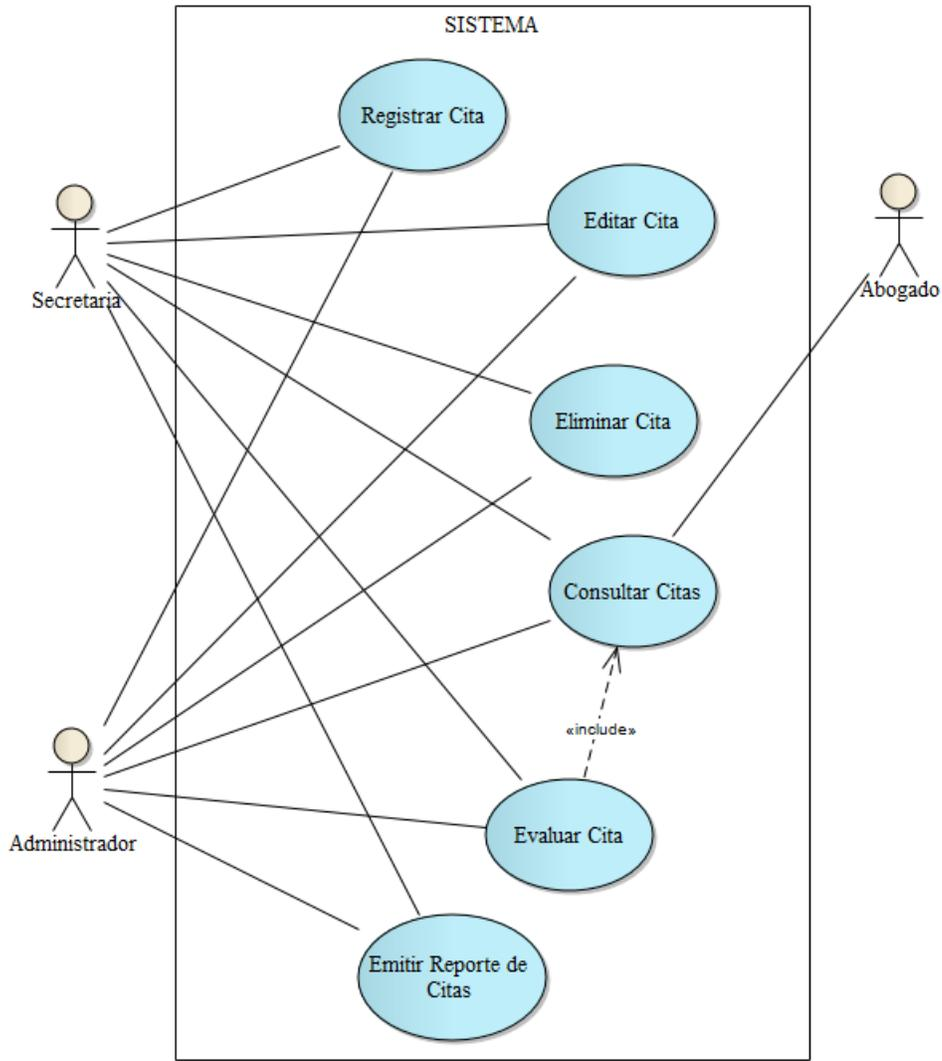 SISTEMA
Registrar Cita
Editar Cita
Secretaria
Abogado
Eliminar Cita
Consultar Citas
«include»
Administrador
Evaluar Cita
Emitir Reporte de
Citas